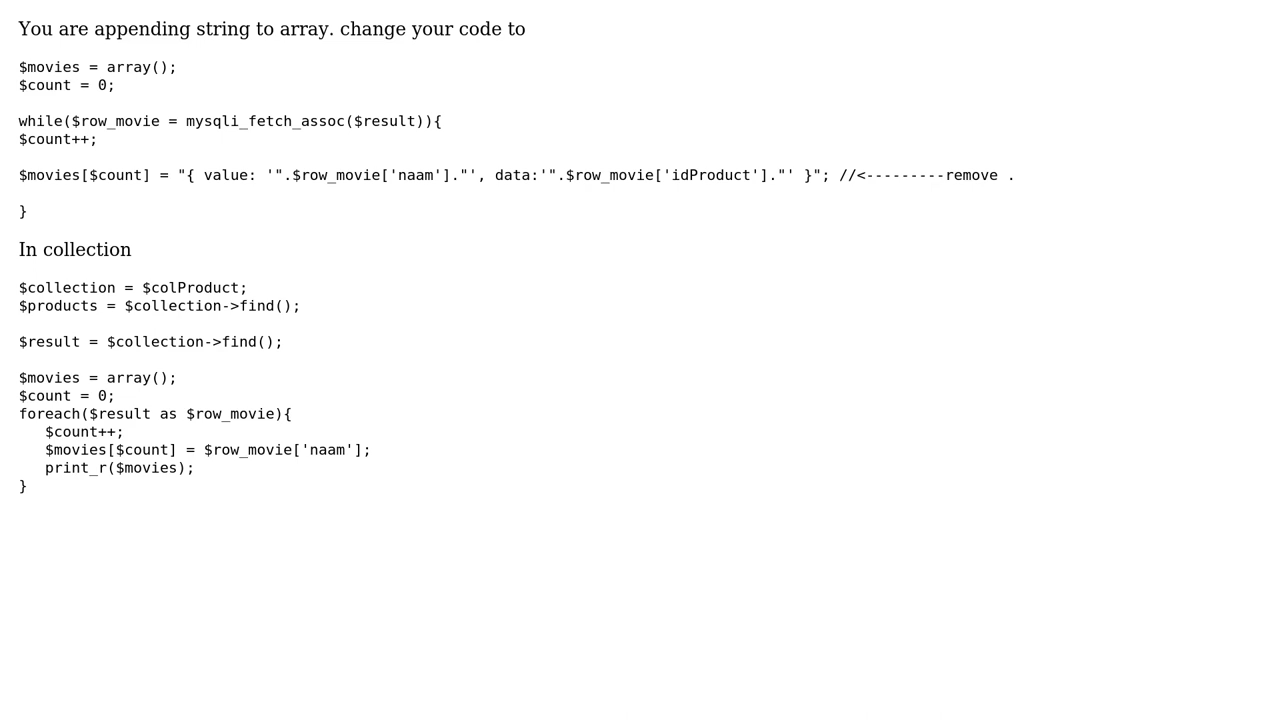 You are appending string to array. change your code to
$movies = array();
$count = 0;
while($row_movie = mysqli_fetch_assoc($result)){
$count++;
$movies[$count] = "{ value: '".$row_movie['naam']."', data:'".$row_movie['idProduct']."' }"; //<---------remove .
}
In collection
$collection = $colProduct;
$products = $collection->find();
$result = $collection->find();
$movies = array();
$count = 0;
foreach($result as $row_movie){
   $count++;
   $movies[$count] = $row_movie['naam'];
   print_r($movies);
}